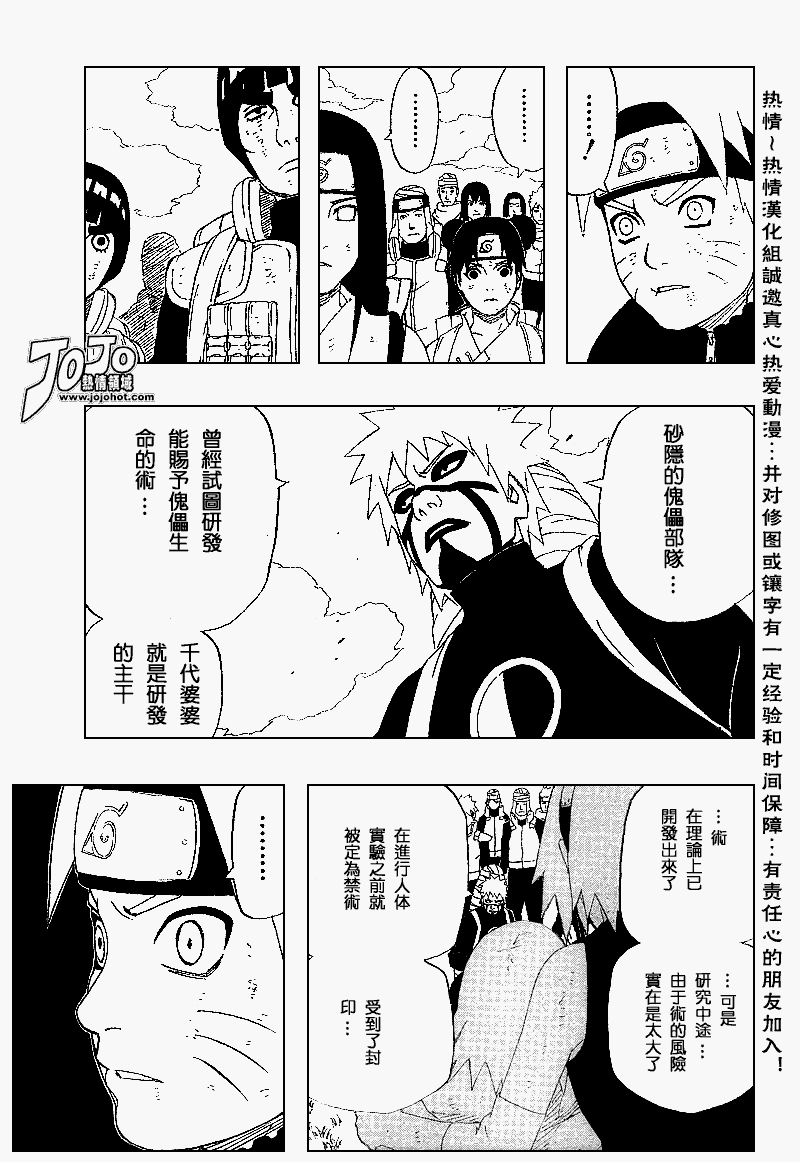 ……!
……
……
砂隱的傀儡部隊…
曾經試圖研發
能賜予傀儡生
命的術…
千代婆婆
就是研發
的主干
…術
在理論上已
開發出來了
…可是
研究中途…
由于術的風險
實在是太大了
在進行人体
實驗之前就
被定為禁術
受到了封
印…
……
热情~热情漢化組誠邀真心热爱動漫…并对修图或镶字有一定经验和时间保障…有责任心的朋友加入!
JOJO
热情領域
www.jojohot.com